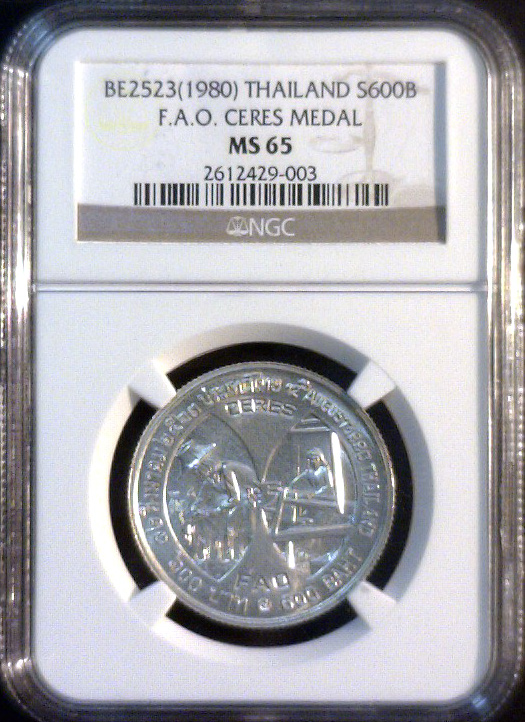 BE2523(1980) THAILAND S600B
F.A.O. CERES MEDAL
MS 65
2612429-003
NGC
CERES
THAILAND
FAO
600 BAHT